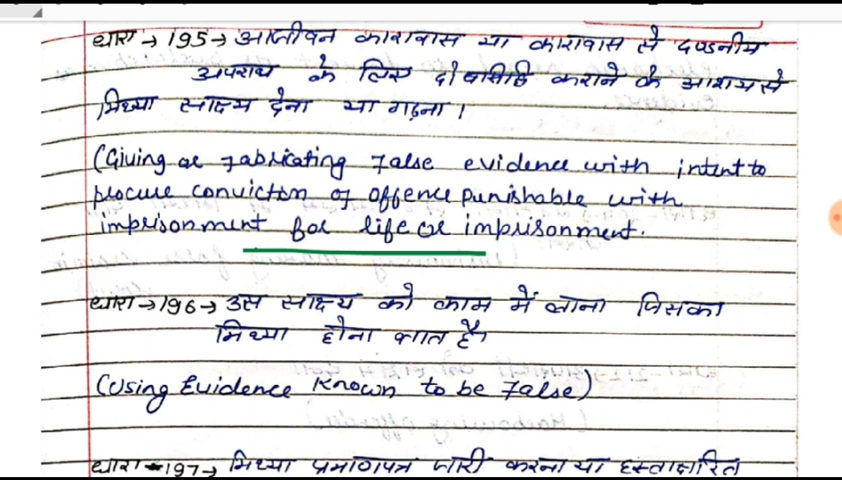 धारा → 195 → आजीवन कारावास या कारावास से दण्डनीय
अपराध के लिए दोषसिद्धि कराने के आशय से
मिथ्या साक्ष्य देना या गढ़ना ।
(Giving or Fabricating False evidence with intent to
procure conviction of offence punishable with
imprisonment for life or imprisonment.
धारा → 196 → उस साक्ष्य को काम में लाना जिसका
मिथ्या होना ज्ञात है।
(Using Evidence Known to be False)
धारा → 197 → मिथ्या प्रमाणपत्र जारी करना या हस्ताक्षरित